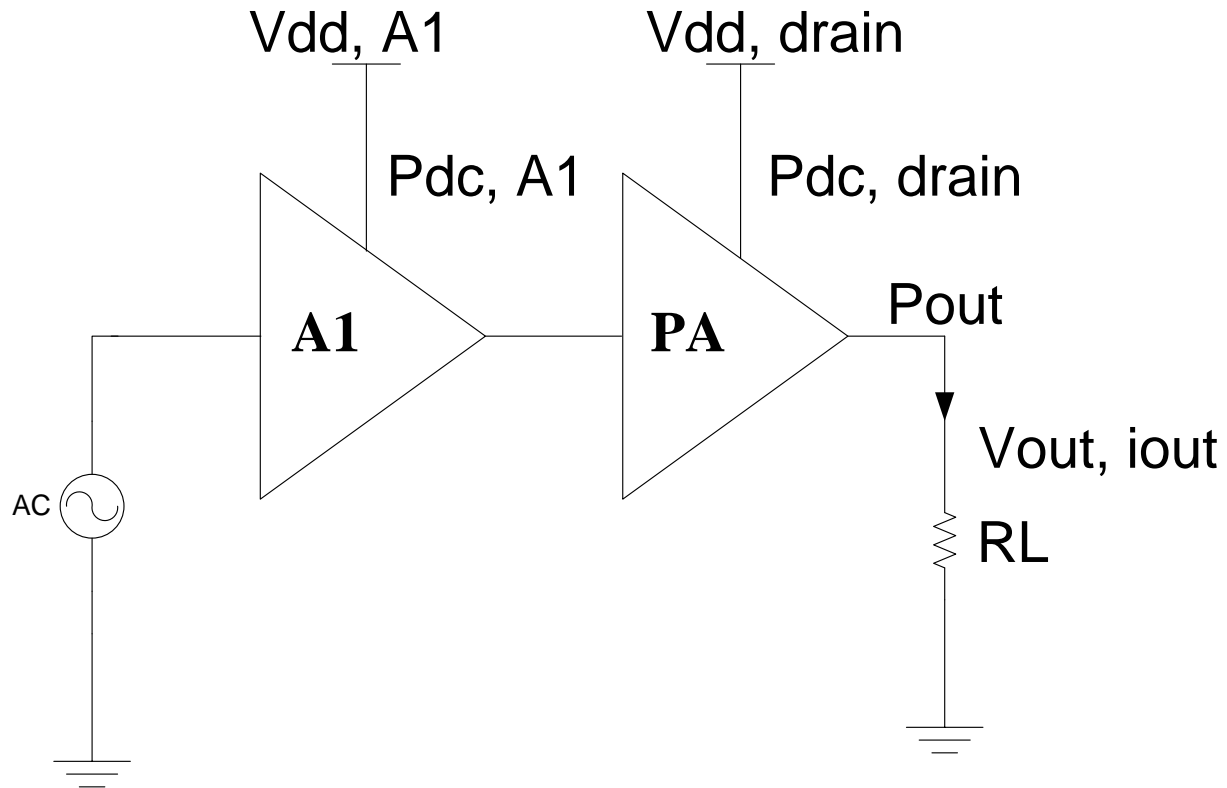 Vdd, A1
Vdd, drain
Pdc, A1
Pdc, drain
A1
PA
Pout
Vout, iout
AC
RL